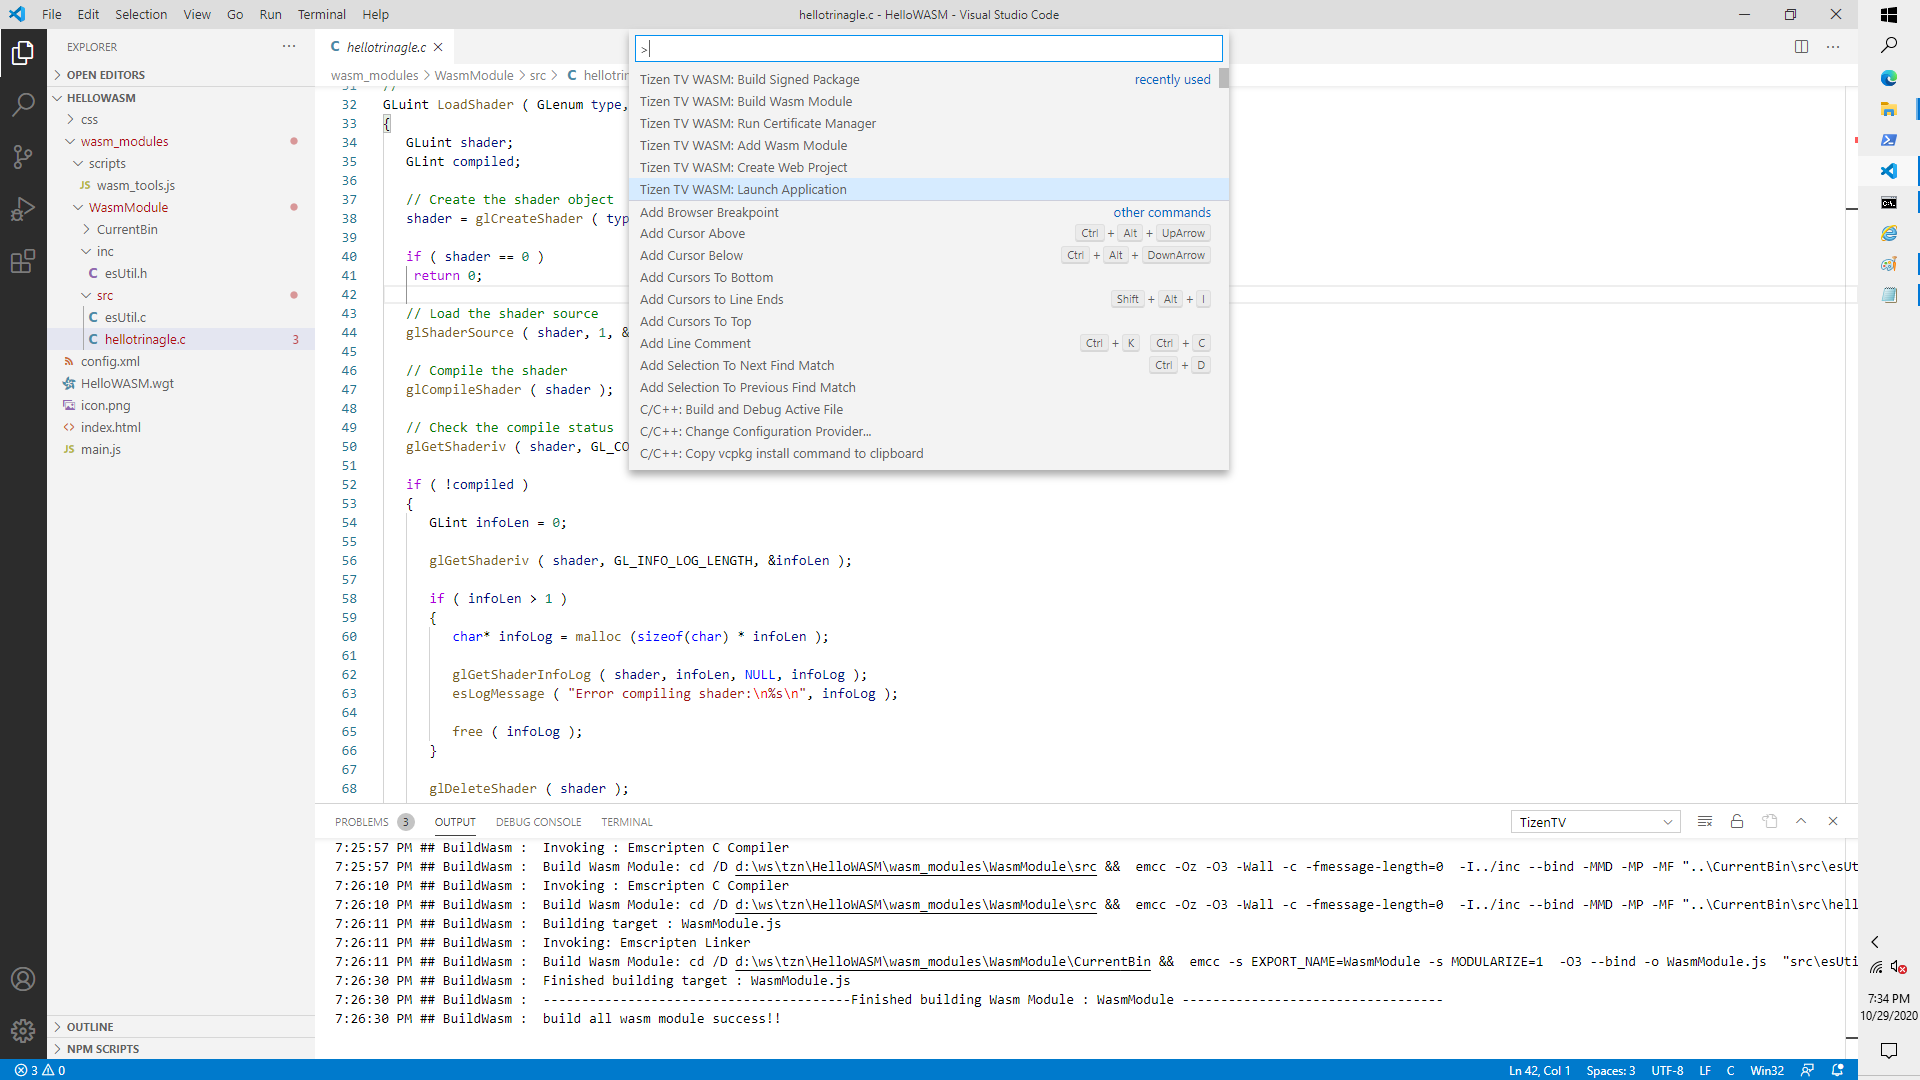 File Edit Selection View Go Run Terminal Help
hellotrinagle.c - HelloWASM - Visual Studio Code
EXPLORER
OPEN EDITORS
HELLOWASM
css
wasm_modules
scripts
JS wasm_tools.js
WasmModule
CurrentBin
inc
C esUtil.h
src
C esUtil.c
C hellotrinagle.c 3
config.xml
HelloWASM.wgt
icon.png
index.html
JS main.js
OUTLINE
NPM SCRIPTS
C hellotrinagle.c
wasm_modules > WasmModule > src > C hellotrin
>
Tizen TV WASM: Build Signed Package recently used
Tizen TV WASM: Build Wasm Module
Tizen TV WASM: Run Certificate Manager
Tizen TV WASM: Add Wasm Module
Tizen TV WASM: Create Web Project
Tizen TV WASM: Launch Application
Add Browser Breakpoint other commands
Add Cursor Above Ctrl + Alt + UpArrow
Add Cursor Below Ctrl + Alt + DownArrow
Add Cursors To Bottom
Add Cursors to Line Ends Shift + Alt + I
Add Cursors To Top
Add Line Comment Ctrl + K Ctrl + C
Add Selection To Next Find Match Ctrl + D
Add Selection To Previous Find Match
C/C++: Build and Debug Active File
C/C++: Change Configuration Provider...
C/C++: Copy vcpkg install command to clipboard
31 //
32 GLuint LoadShader ( GLenum type,
33 {
34 GLuint shader;
35 GLint compiled;
36
37 // Create the shader object
38 shader = glCreateShader ( typ
39
40 if ( shader == 0 )
41 return 0;
42
43 // Load the shader source
44 glShaderSource ( shader, 1, &
45
46 // Compile the shader
47 glCompileShader ( shader );
48
49 // Check the compile status
50 glGetShaderiv ( shader, GL_CO
51
52 if ( !compiled )
53 {
54 GLint infoLen = 0;
55
56 glGetShaderiv ( shader, GL_INFO_LOG_LENGTH, &infoLen );
57
58 if ( infoLen > 1 )
59 {
60 char* infoLog = malloc (sizeof(char) * infoLen );
61
62 glGetShaderInfoLog ( shader, infoLen, NULL, infoLog );
63 esLogMessage ( "Error compiling shader:\n%s\n", infoLog );
64
65 free ( infoLog );
66 }
67
68 glDeleteShader ( shader );
PROBLEMS 3 OUTPUT DEBUG CONSOLE TERMINAL TizenTV
7:25:57 PM ## BuildWasm : Invoking : Emscripten C Compiler
7:25:57 PM ## BuildWasm : Build Wasm Module: cd /D d:\ws\tzn\HelloWASM\wasm_modules\WasmModule\src && emcc -Oz -O3 -Wall -c -fmessage-length=0 -I../inc --bind -MMD -MP -MF "..\CurrentBin\src\esUt
7:26:10 PM ## BuildWasm : Invoking : Emscripten C Compiler
7:26:10 PM ## BuildWasm : Build Wasm Module: cd /D d:\ws\tzn\HelloWASM\wasm_modules\WasmModule\src && emcc -Oz -O3 -Wall -c -fmessage-length=0 -I../inc --bind -MMD -MP -MF "..\CurrentBin\src\hell
7:26:11 PM ## BuildWasm : Building target : WasmModule.js
7:26:11 PM ## BuildWasm : Invoking: Emscripten Linker
7:26:11 PM ## BuildWasm : Build Wasm Module: cd /D d:\ws\tzn\HelloWASM\wasm_modules\WasmModule\CurrentBin && emcc -s EXPORT_NAME=WasmModule -s MODULARIZE=1 -O3 --bind -o WasmModule.js "src\esUti
7:26:30 PM ## BuildWasm : Finished building target : WasmModule.js
7:26:30 PM ## BuildWasm : ----------------------------------------Finished building Wasm Module : WasmModule ----------------------------------
7:26:30 PM ## BuildWasm : build all wasm module success!!
3 0
Ln 42, Col 1 Spaces: 3 UTF-8 LF C Win32
7:34 PM
10/29/2020